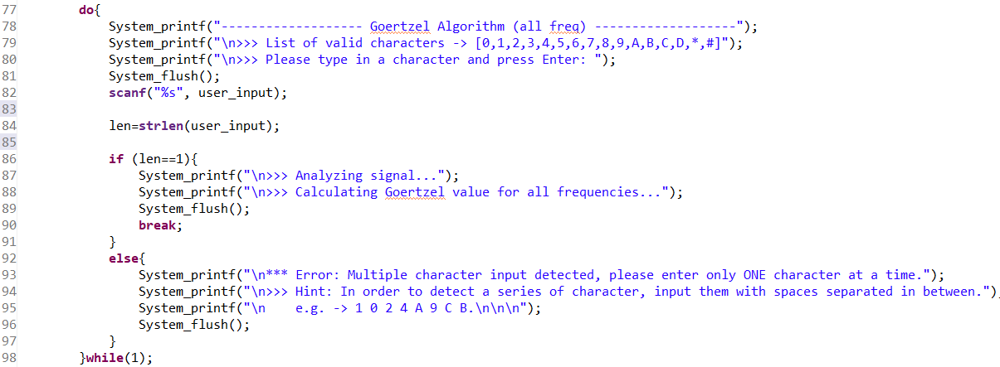 77 do{
78 System_printf("------------------- Goertzel Algorithm (all freq) -------------------");
79 System_printf("\n>>> List of valid characters -> [0,1,2,3,4,5,6,7,8,9,A,B,C,D,*,#]");
80 System_printf("\n>>> Please type in a character and press Enter: ");
81 System_flush();
82 scanf("%s", user_input);
83
84 len=strlen(user_input);
85
86 if (len==1){
87 System_printf("\n>>> Analyzing signal...");
88 System_printf("\n>>> Calculating Goertzel value for all frequencies...");
89 System_flush();
90 break;
91 }
92 else{
93 System_printf("\n*** Error: Multiple character input detected, please enter only ONE character at a time.");
94 System_printf("\n>>> Hint: In order to detect a series of character, input them with spaces separated in between.")
95 System_printf("\n    e.g. -> 1 0 2 4 A 9 C B.\n\n\n");
96 System_flush();
97 }
98 }while(1);